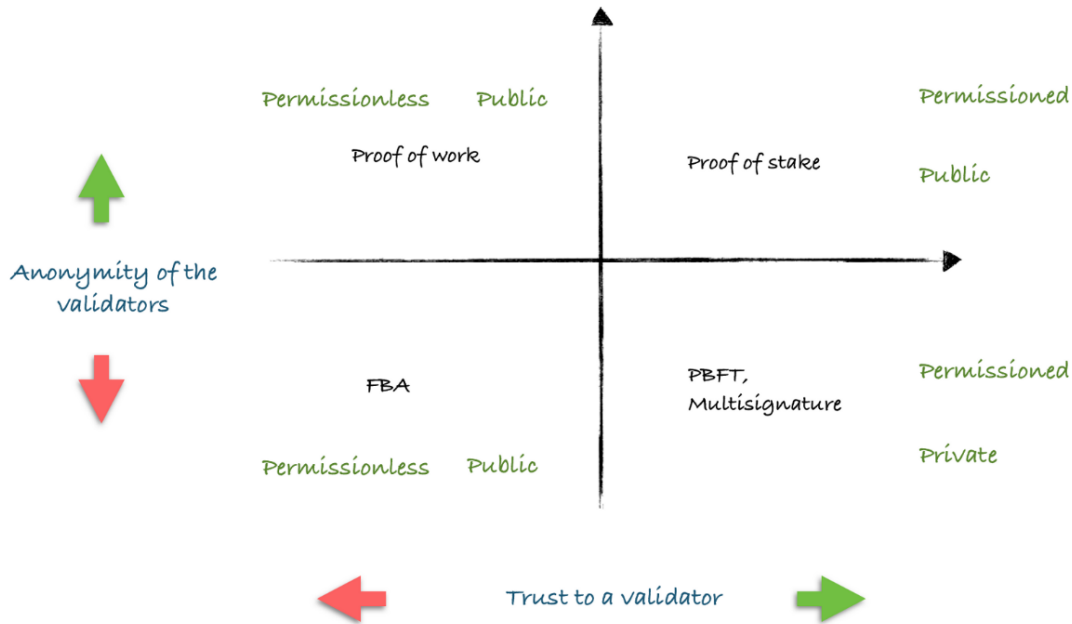 Permissionless Public
Permissioned
Proof of work
Proof of stake
Public
Anonymity of the
validators
FBA
PBFT,
Multisignature
Permissioned
Permissionless Public
Private
Trust to a validator